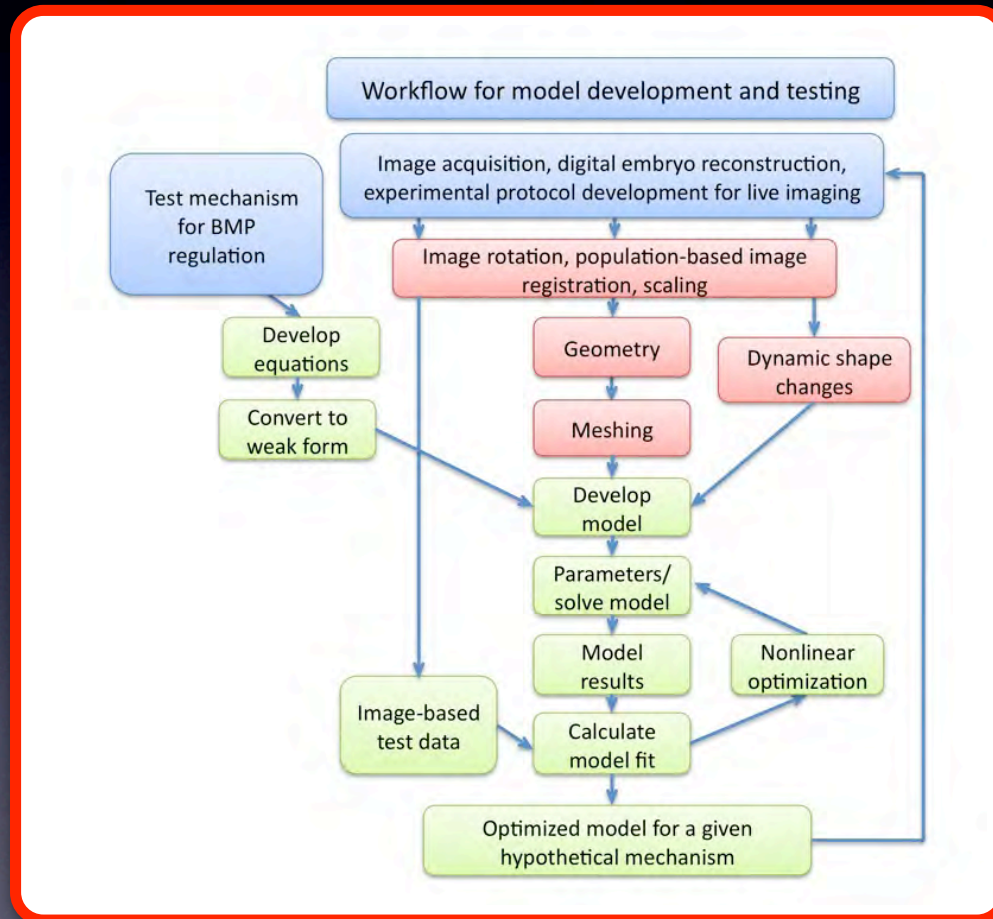 Workflow for model development and testing
Image acquisition, digital embryo reconstruction,
experimental protocol development for live imaging
Test mechanism
for BMP
regulation
Image rotation, population-based image
registration, scaling
Develop
equations
Geometry
Dynamic shape
changes
Convert to
weak form
Meshing
Develop
model
Parameters/
solve model
Model
results
Nonlinear
optimization
Image-based
test data
Calculate
model fit
Optimized model for a given
hypothetical mechanism